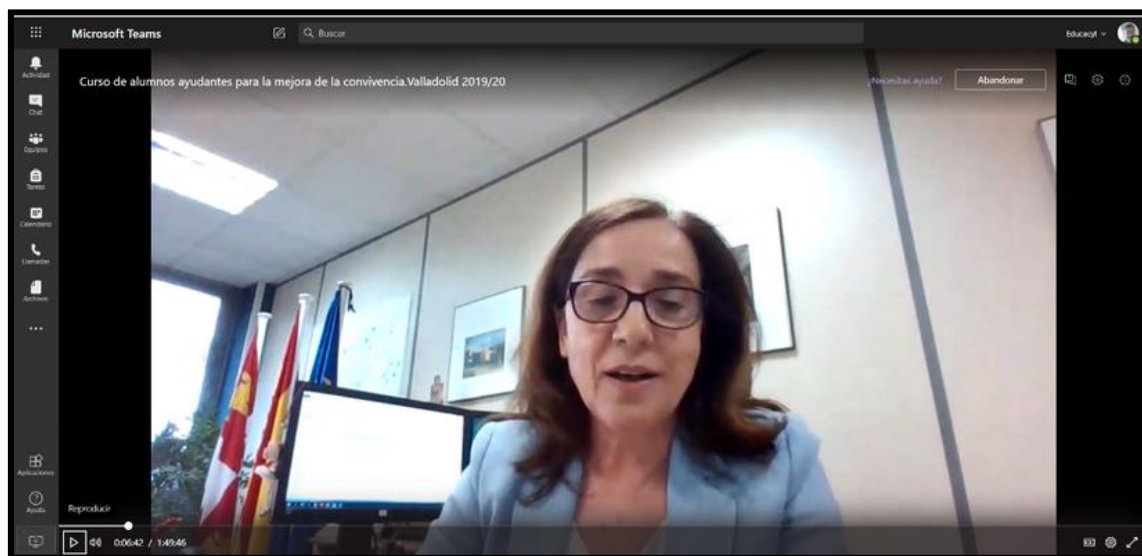 Microsoft Teams
Buscar
Educacyl
Actividad
Curso de alumnos ayudantes para la mejora de la convivencia.Valladolid 2019/20
¿Necesitas ayuda?
Abandonar
Chat
Equipos
Tareas
Calendario
Llamadas
Archivos
Aplicaciones
Ayuda
Reproducir
0:06:42 / 1:49:46